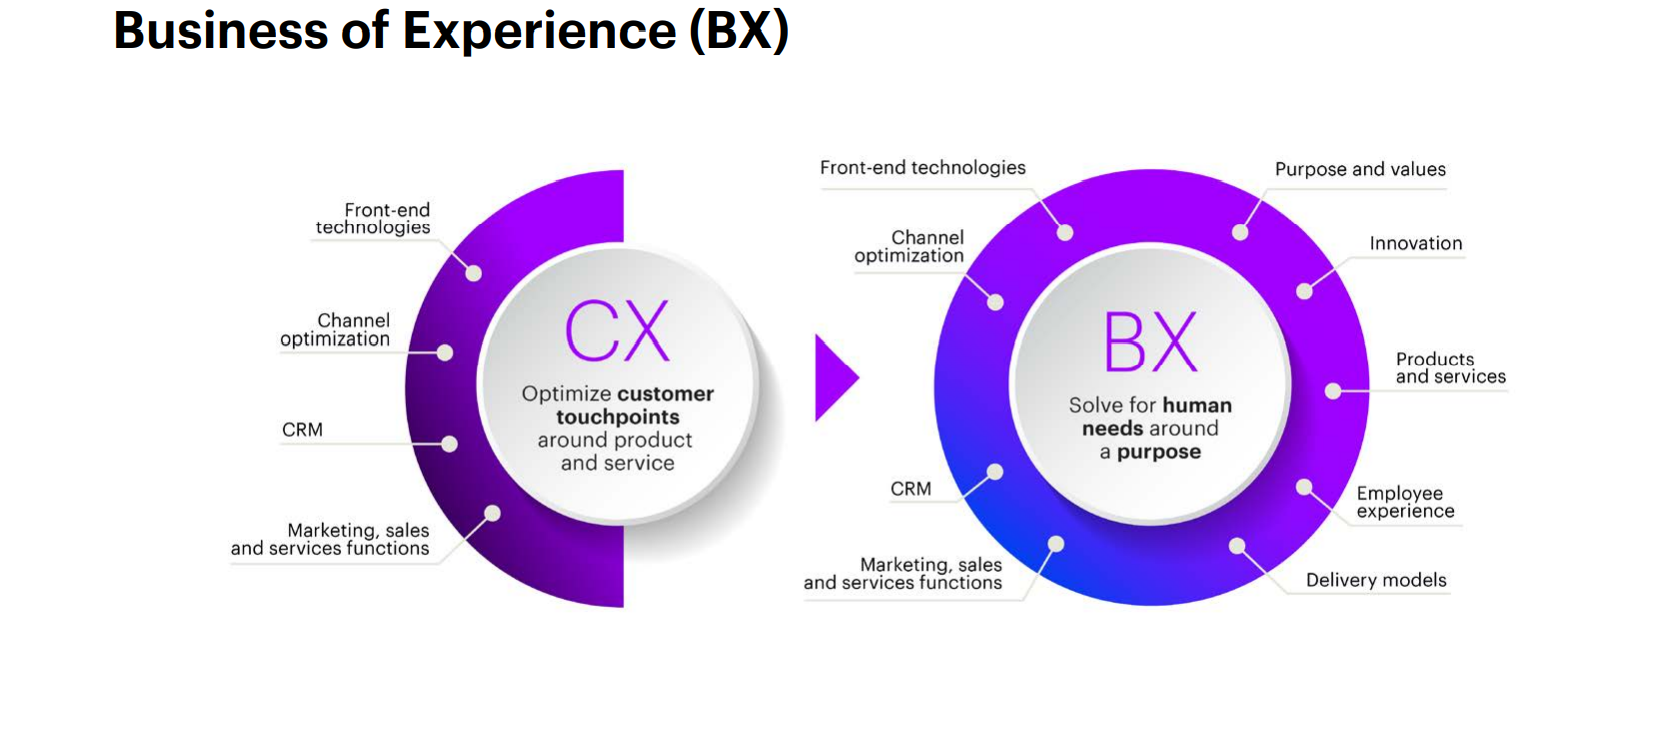 Business of Experience (BX)
Front-end
technologies
Channel
optimization
CRM
Marketing, sales
and services functions
CX
Optimize customer
touchpoints
around product
and service
Front-end technologies
Channel
optimization
CRM
Marketing, sales
and services functions
BX
Solve for human
needs around
a purpose
Purpose and values
Innovation
Products
and services
Employee
experience
Delivery models